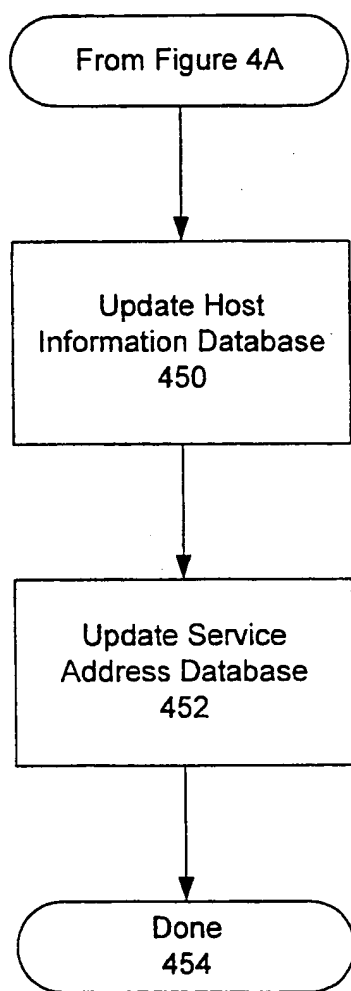 From Figure 4A
Update Host
Information Database
450
Update Service
Address Database
452
Done
454